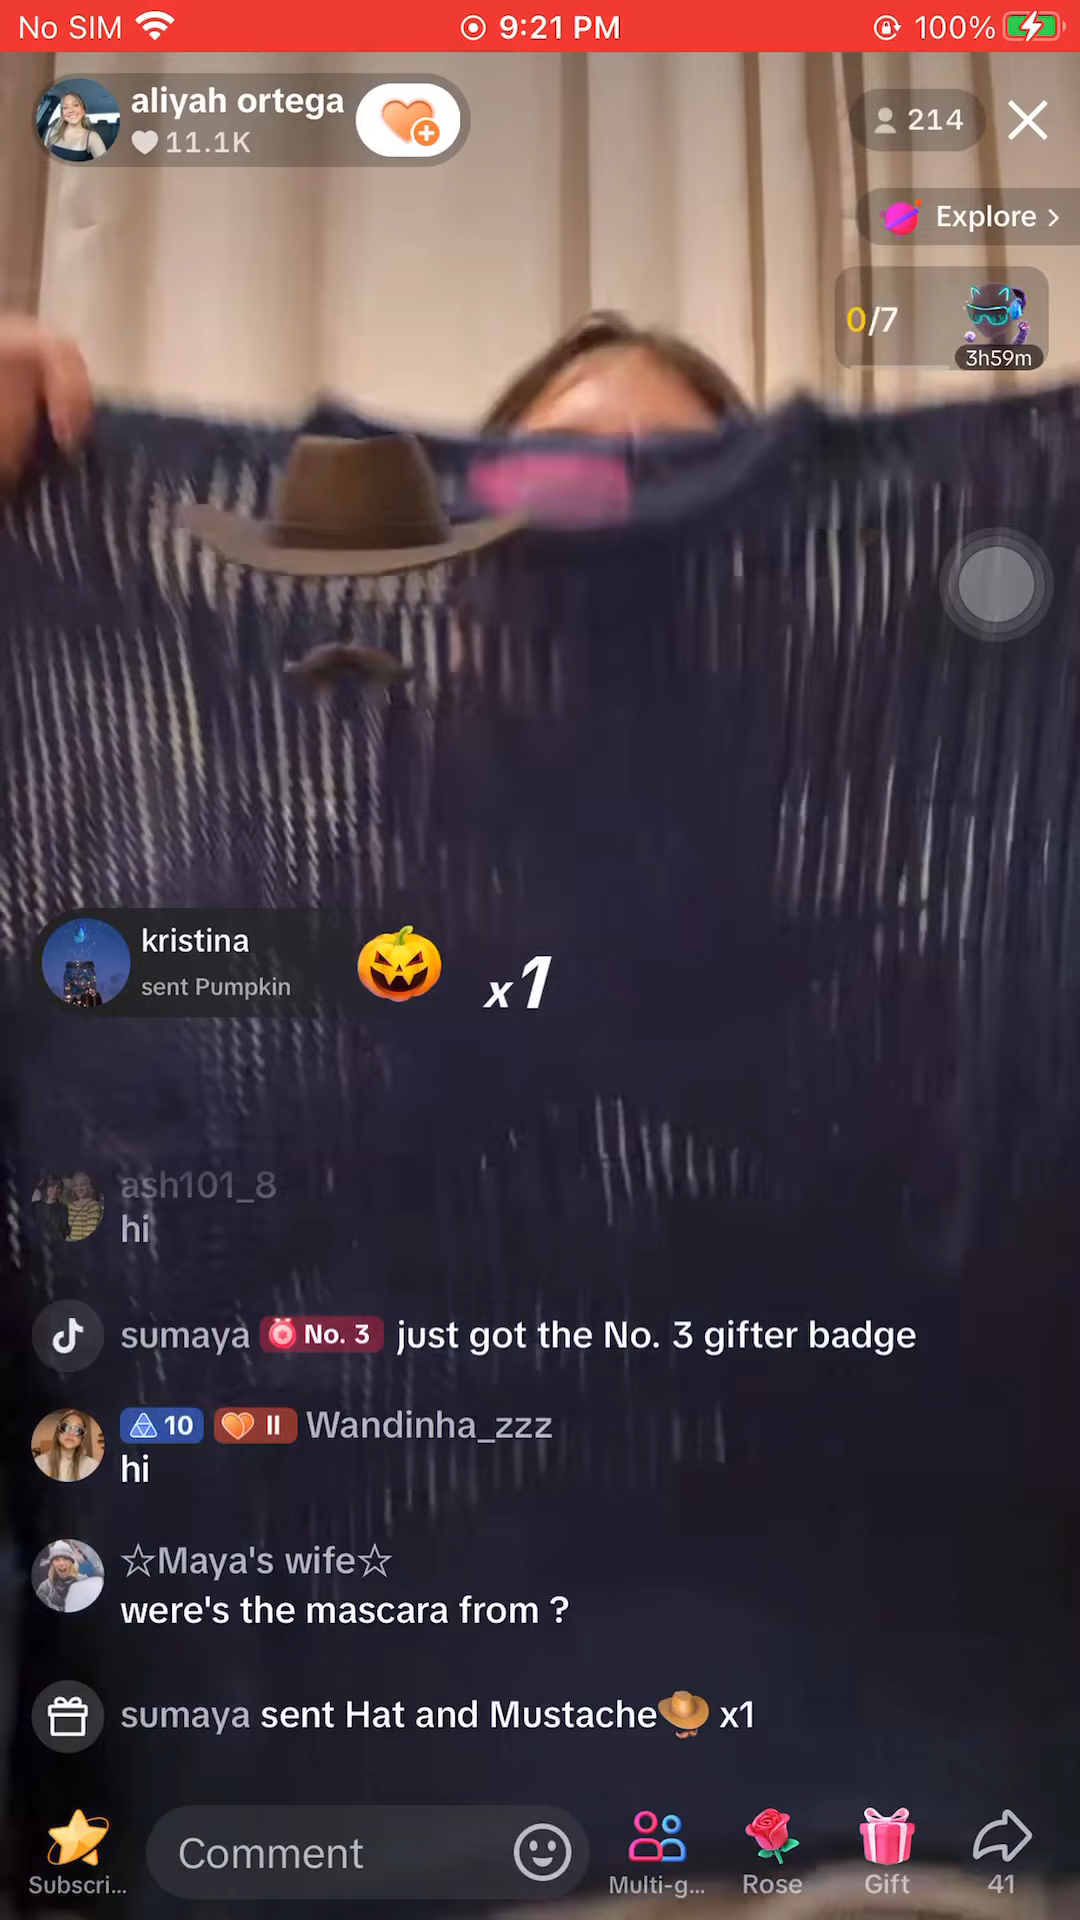 No SIM 9:21 PM 100%
aliyah ortega
11.1K
214
Explore >
0/7
3h59m
kristina
sent Pumpkin
x1
ash101_8
hi
sumaya No. 3 just got the No. 3 gifter badge
10 II Wandinha_zzz
hi
☆Maya's wife☆
were's the mascara from ?
sumaya sent Hat and Mustache x1
Comment
Subscri...
Multi-g...
Rose
Gift
41